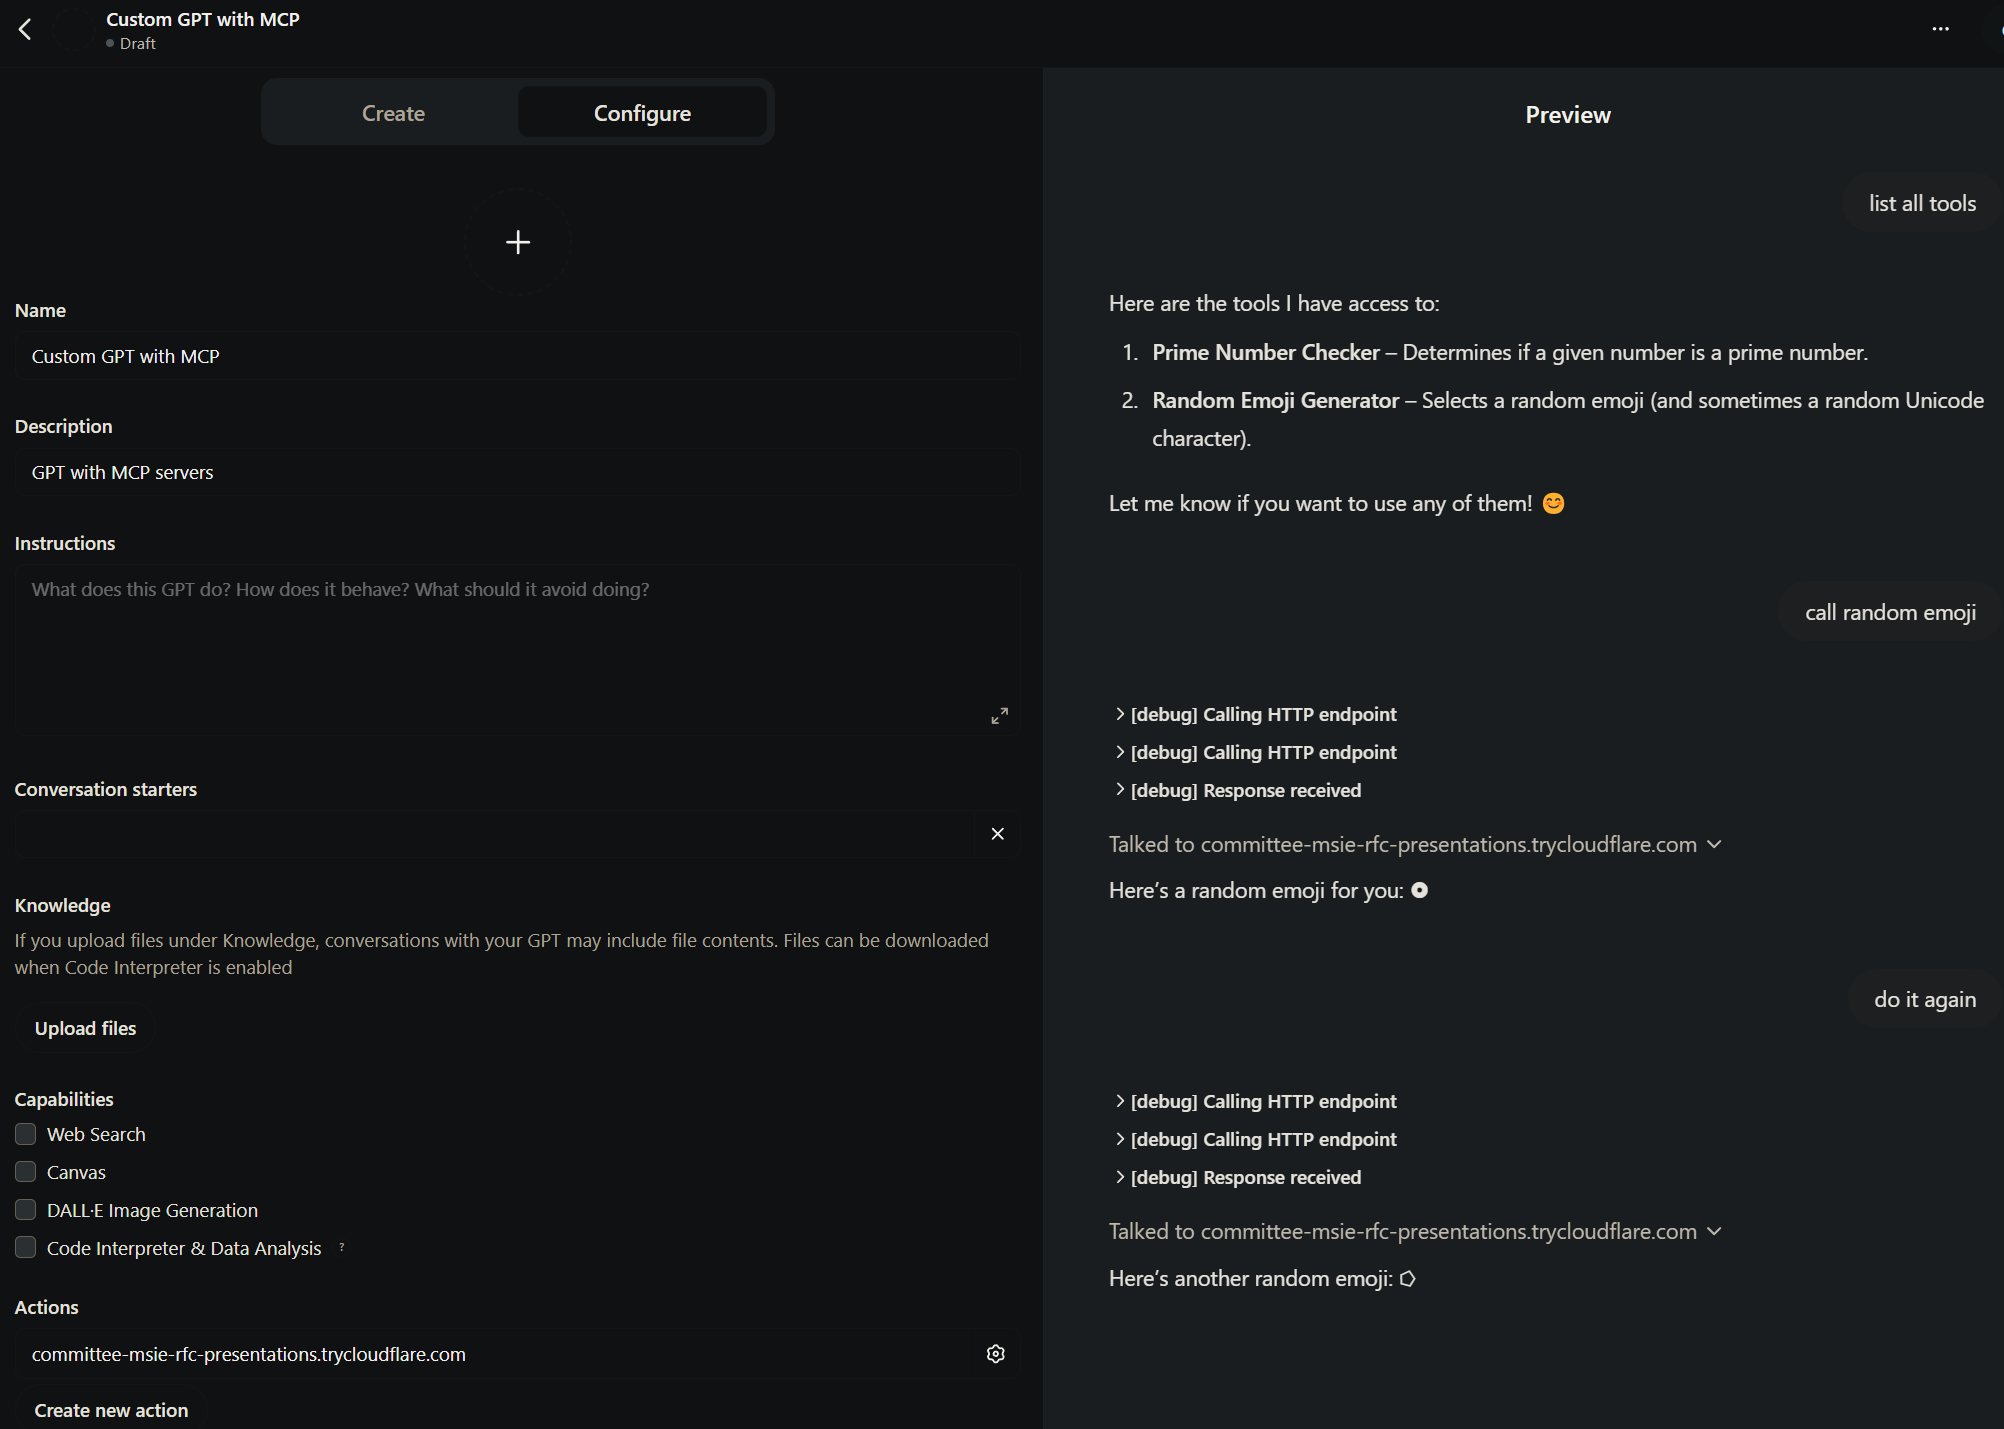 Custom GPT with MCP
Draft
Create
Configure
Name
Custom GPT with MCP
Description
GPT with MCP servers
Instructions
What does this GPT do? How does it behave? What should it avoid doing?
Conversation starters
Knowledge
If you upload files under Knowledge, conversations with your GPT may include file contents. Files can be downloaded
when Code Interpreter is enabled
Upload files
Capabilities
Web Search
Canvas
DALL·E Image Generation
Code Interpreter & Data Analysis ?
Actions
committee-msie-rfc-presentations.trycloudflare.com
Create new action
Preview
list all tools
Here are the tools I have access to:
1. Prime Number Checker – Determines if a given number is a prime number.
2. Random Emoji Generator – Selects a random emoji (and sometimes a random Unicode
character).
Let me know if you want to use any of them! 😊
call random emoji
[debug] Calling HTTP endpoint
[debug] Calling HTTP endpoint
[debug] Response received
Talked to committee-msie-rfc-presentations.trycloudflare.com
Here’s a random emoji for you:
do it again
[debug] Calling HTTP endpoint
[debug] Calling HTTP endpoint
[debug] Response received
Talked to committee-msie-rfc-presentations.trycloudflare.com
Here’s another random emoji: